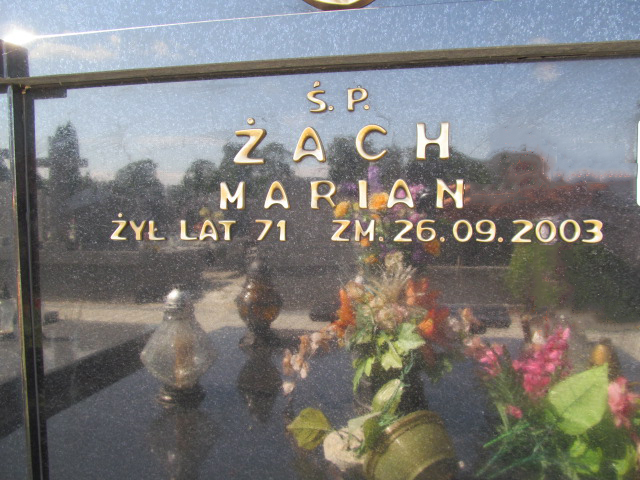 Ś. P.
ŻACH
MARIAN
ŻYŁ LAT 71 ZM. 26.09.2003